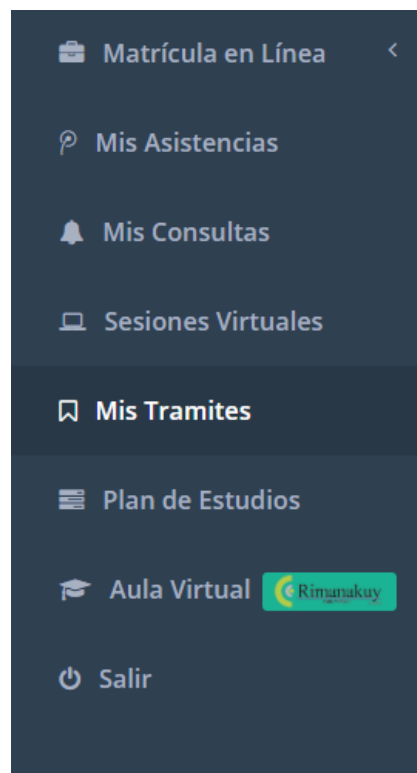 Matrícula en Línea
Mis Asistencias
Mis Consultas
Sesiones Virtuales
Mis Tramites
Plan de Estudios
Aula Virtual Rimanakuy
Salir